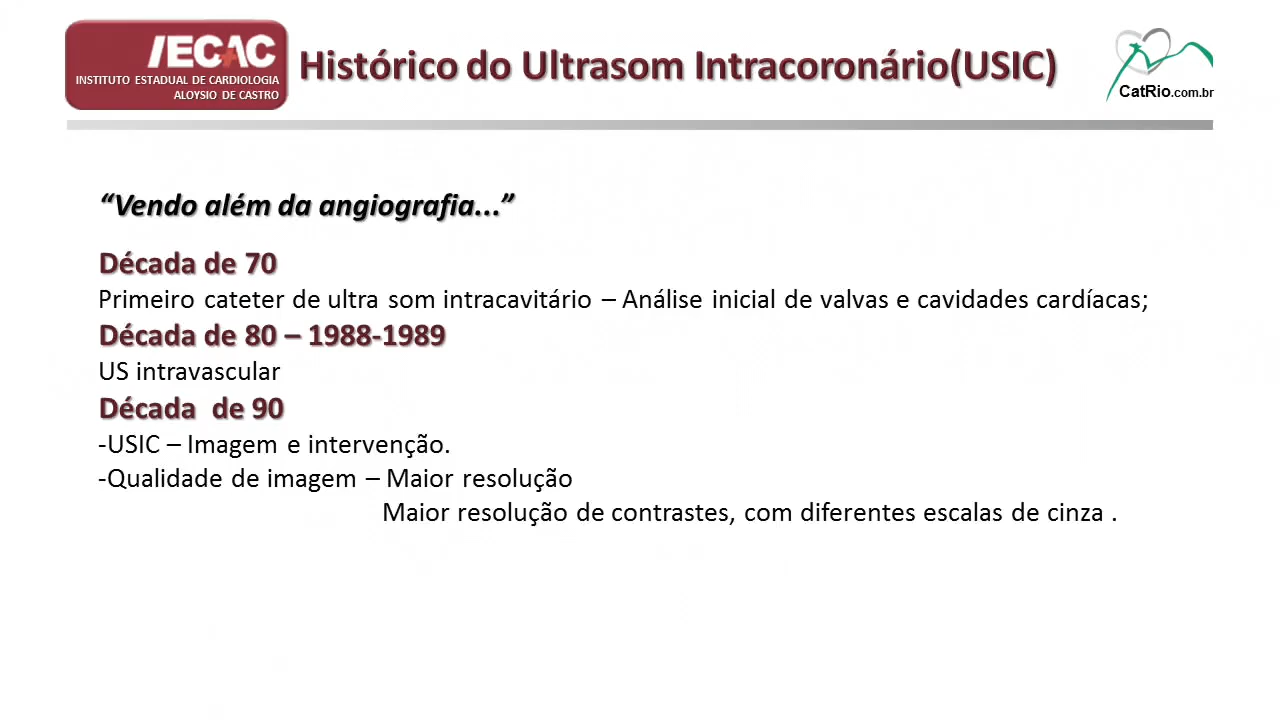 IECAC
INSTITUTO ESTADUAL DE CARDIOLOGIA
ALOYSIO DE CASTRO
Histórico do Ultrasom Intracoronário(USIC)
CatRio.com.br
“Vendo além da angiografia...”
Década de 70
Primeiro cateter de ultra som intracavitário – Análise inicial de valvas e cavidades cardíacas;
Década de 80 – 1988-1989
US intravascular
Década de 90
-USIC – Imagem e intervenção.
-Qualidade de imagem – Maior resolução
Maior resolução de contrastes, com diferentes escalas de cinza .